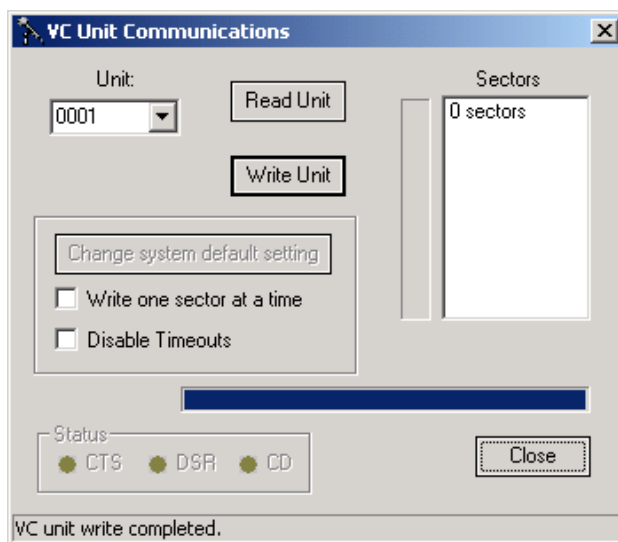 VC Unit Communications
Unit:
0001
Read Unit
Write Unit
Sectors
0 sectors
Change system default setting
Write one sector at a time
Disable Timeouts
Status
CTS DSR CD
Close
VC unit write completed.